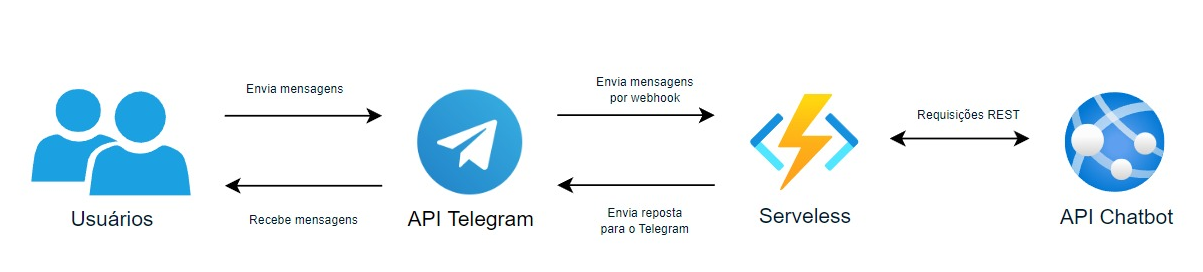 Envia mensagens
Envia mensagens
por webhook
Requisições REST
Usuários
Recebe mensagens
API Telegram
Envia reposta
para o Telegram
Serveless
API Chatbot